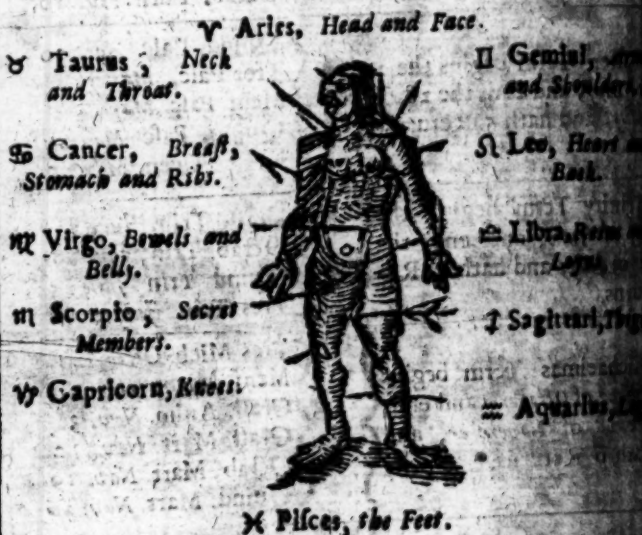 ♈ Aries, Head and Face.
♉ Taurus, Neck
and Throat.
♊ Gemini,
and Shoulders,
♋ Cancer, Breaſt,
Stomach and Ribs.
♌ Leo, Heart
Back.
♍ Virgo, Bowels and
Belly.
♎ Libra, Reins
♏ Scorpio, Secret
Members.
♐ Sagittari,
♑ Capricorn, Knees.
♒ Aquarius,
♓ Piſces, the Feet.